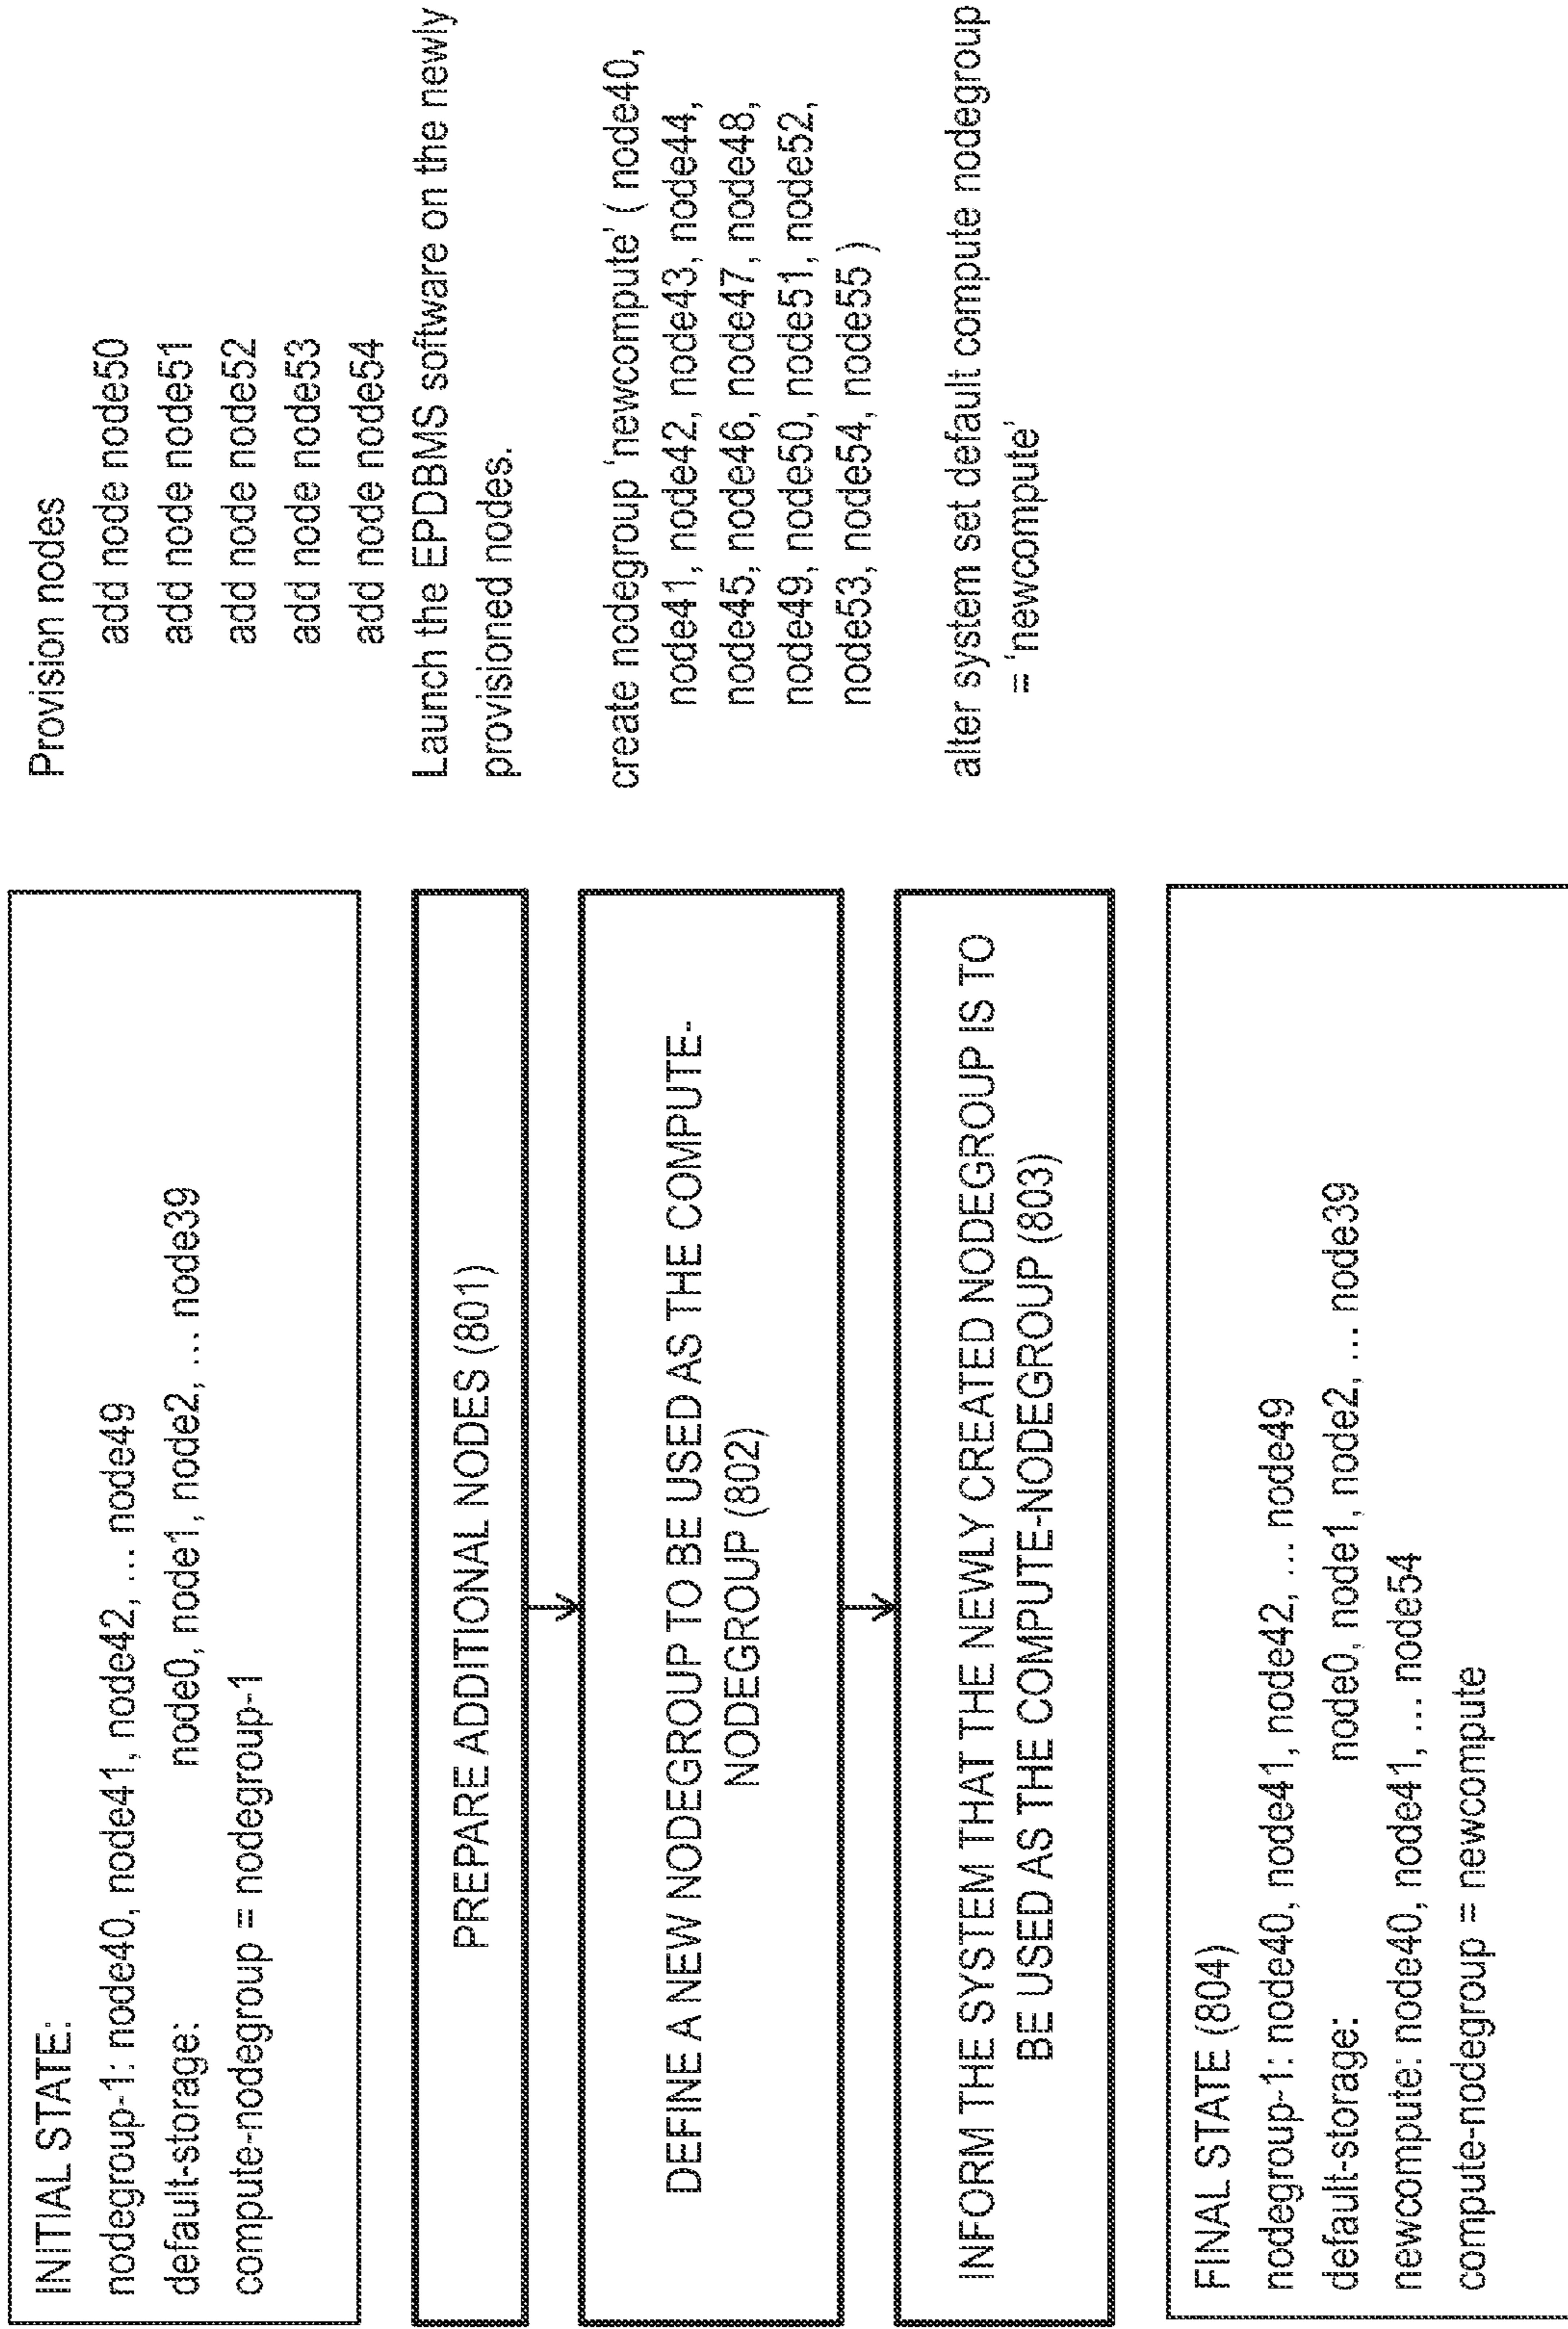 INITIAL STATE:
nodegroup-1: node40, node41, node42, ... node49
default-storage: node0, node1, node2, ... node39
compute-nodegroup = nodegroup-1
Provision nodes
add node node50
add node node51
add node node52
add node node53
add node node54
Launch the EPDBMS software on the newly
provisioned nodes.
PREPARE ADDITIONAL NODES (801)
DEFINE A NEW NODEGROUP TO BE USED AS THE COMPUTE-
NODEGROUP (802)
create nodegroup ‘newcompute’ ( node40,
node41, node42, node43, node44,
node45, node46, node47, node48,
node49, node50, node51, node52,
node53, node54, node55 )
INFORM THE SYSTEM THAT THE NEWLY CREATED NODEGROUP IS TO
BE USED AS THE COMPUTE-NODEGROUP (803)
alter system set default compute nodegroup
= ‘newcompute’
FINAL STATE (804)
nodegroup-1: node40, node41, node42, ... node49
default-storage: node0, node1, node2, ... node39
newcompute: node40, node41, ... node54
compute-nodegroup = newcompute